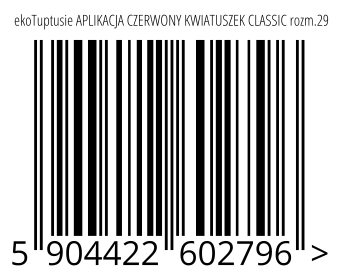 ekoTuptusie APLIKACJA CZERWONY KWIATUSZEK CLASSIC rozm.29
5 904422 602796 >